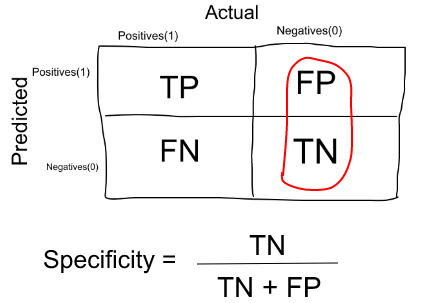 Actual
Positives(1) Negatives(0)
Predicted
Positives(1) TP FP
Negatives(0) FN TN
Specificity = TN
TN + FP